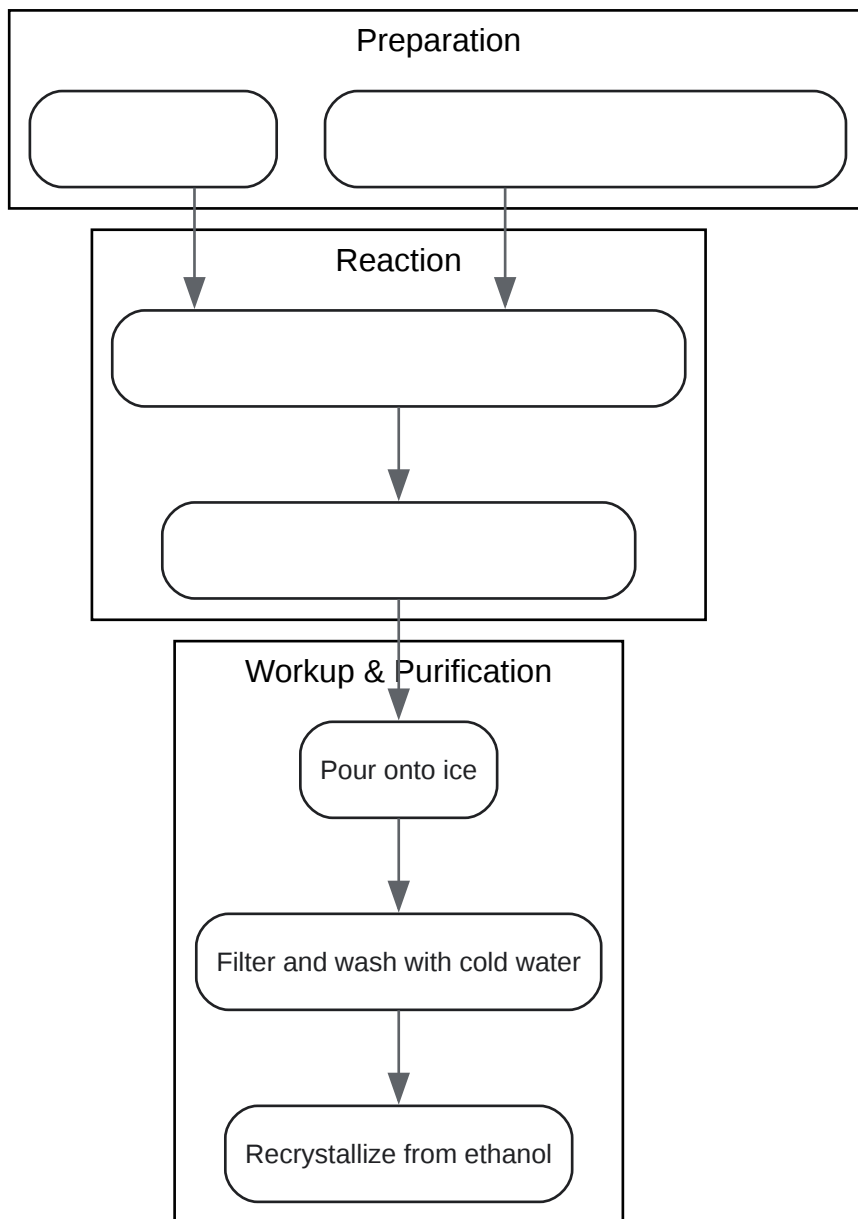 Preparation
Reaction
Workup & Purification
Pour onto ice
Filter and wash with cold water
Recrystallize from ethanol